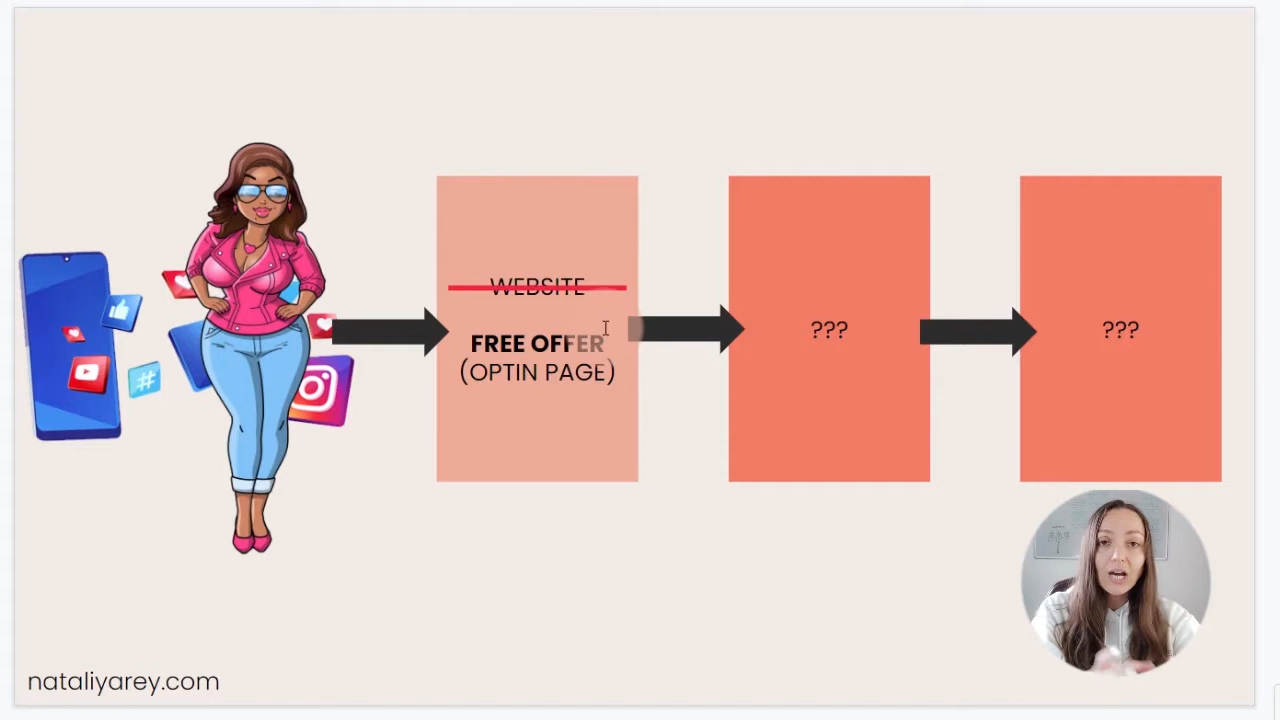 WEBSITE
FREE OFFER
(OPTIN PAGE)
???
???
#
nataliyarey.com